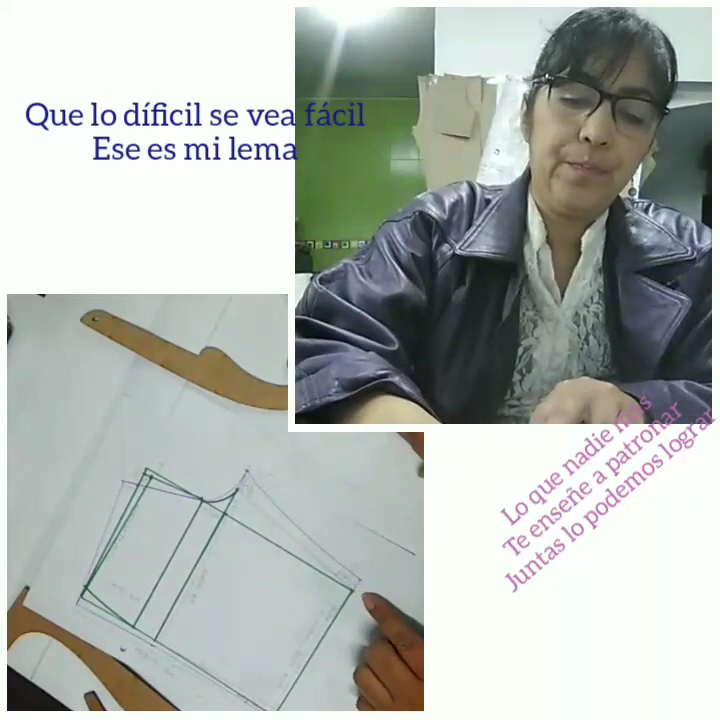 Que lo díficil se vea fácil
Ese es mi lema
Lo que nadie mas
Te enseñe a patronar
Juntas lo podemos lograr